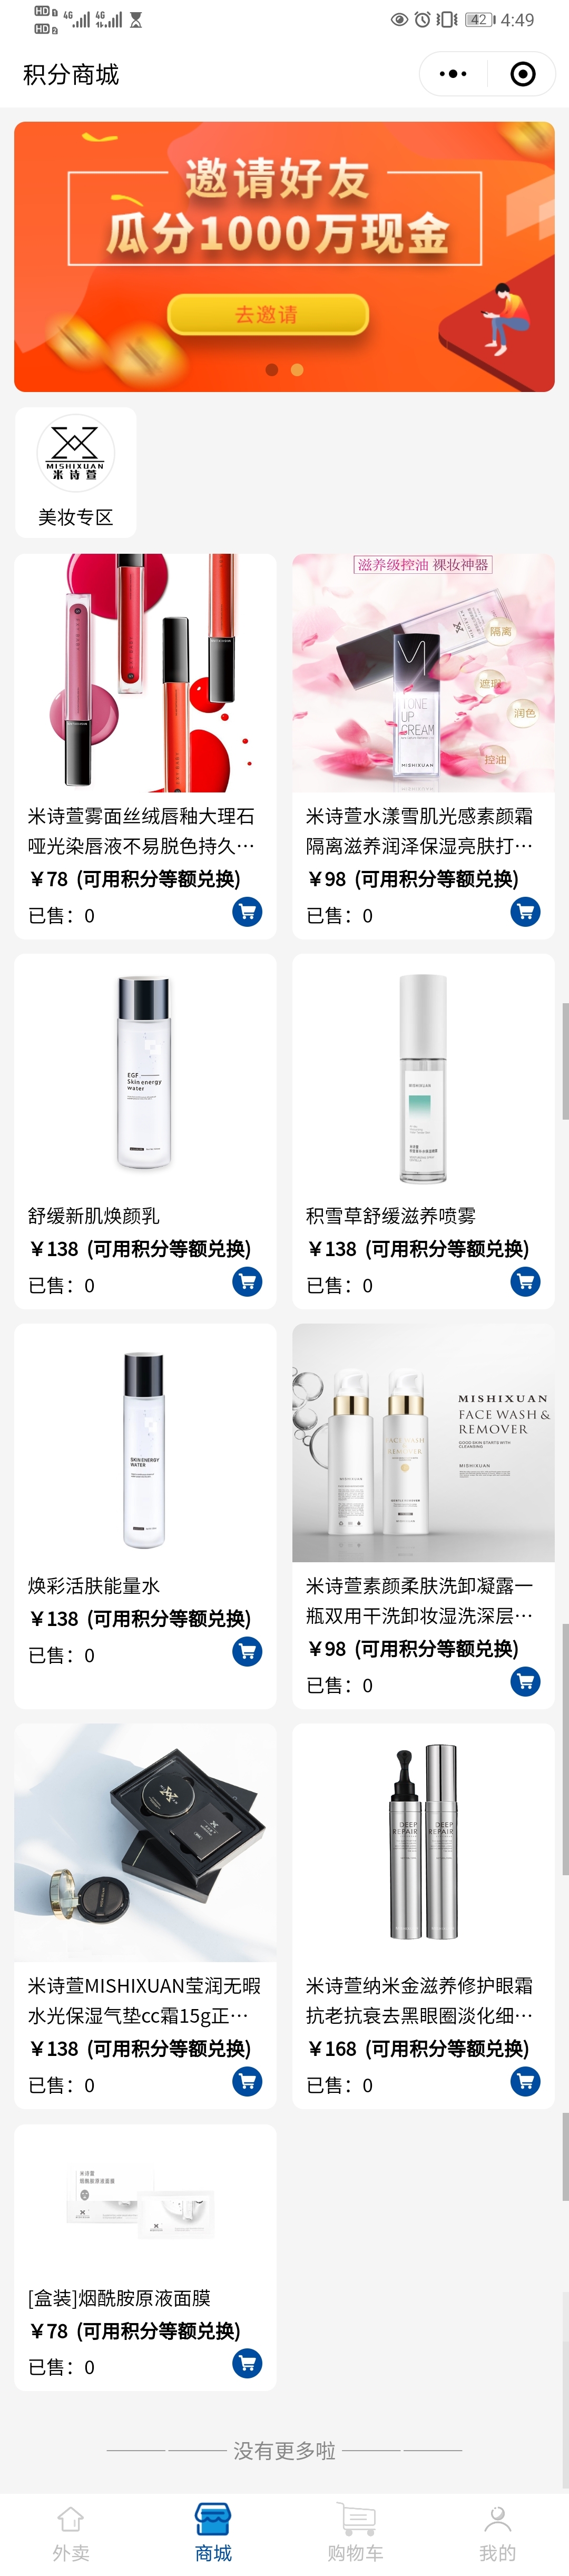 HD 1
HD 2
4G
4G
42
4:49
积分商城
邀请好友
瓜分1000万现金
去邀请
MISHIXUAN
米诗萱
美妆专区
滋养级控油 裸妆神器
隔离
遮瑕
润色
控油
TONE
UP
CREAM
MISHIXUAN
米诗萱雾面丝绒唇釉大理石
哑光染唇液不易脱色持久…
￥78 (可用积分等额兑换)
已售：0
米诗萱水漾雪肌光感素颜霜
隔离滋养润泽保湿亮肤打…
￥98 (可用积分等额兑换)
已售：0
EGF
Skin energy
water
MISHIXUAN
舒缓新肌焕颜乳
￥138 (可用积分等额兑换)
已售：0
积雪草舒缓滋养喷雾
￥138 (可用积分等额兑换)
已售：0
SKIN ENERGY
WATER
MISHIXUAN
FACE WASH &
REMOVER
GOOD SKIN STARTS WITH
CLEANSING
MISHIXUAN
焕彩活肤能量水
￥138 (可用积分等额兑换)
已售：0
米诗萱素颜柔肤洗卸凝露一
瓶双用干洗卸妆湿洗深层…
￥98 (可用积分等额兑换)
已售：0
DEEP
REPAIR
DEEP
REPAIR
米诗萱MISHIXUAN莹润无暇
水光保湿气垫cc霜15g正…
￥138 (可用积分等额兑换)
已售：0
米诗萱纳米金滋养修护眼霜
抗老抗衰去黑眼圈淡化细…
￥168 (可用积分等额兑换)
已售：0
米诗萱
烟酰胺原液面膜
[盒装]烟酰胺原液面膜
￥78 (可用积分等额兑换)
已售：0
没有更多啦
外卖
商城
购物车
我的